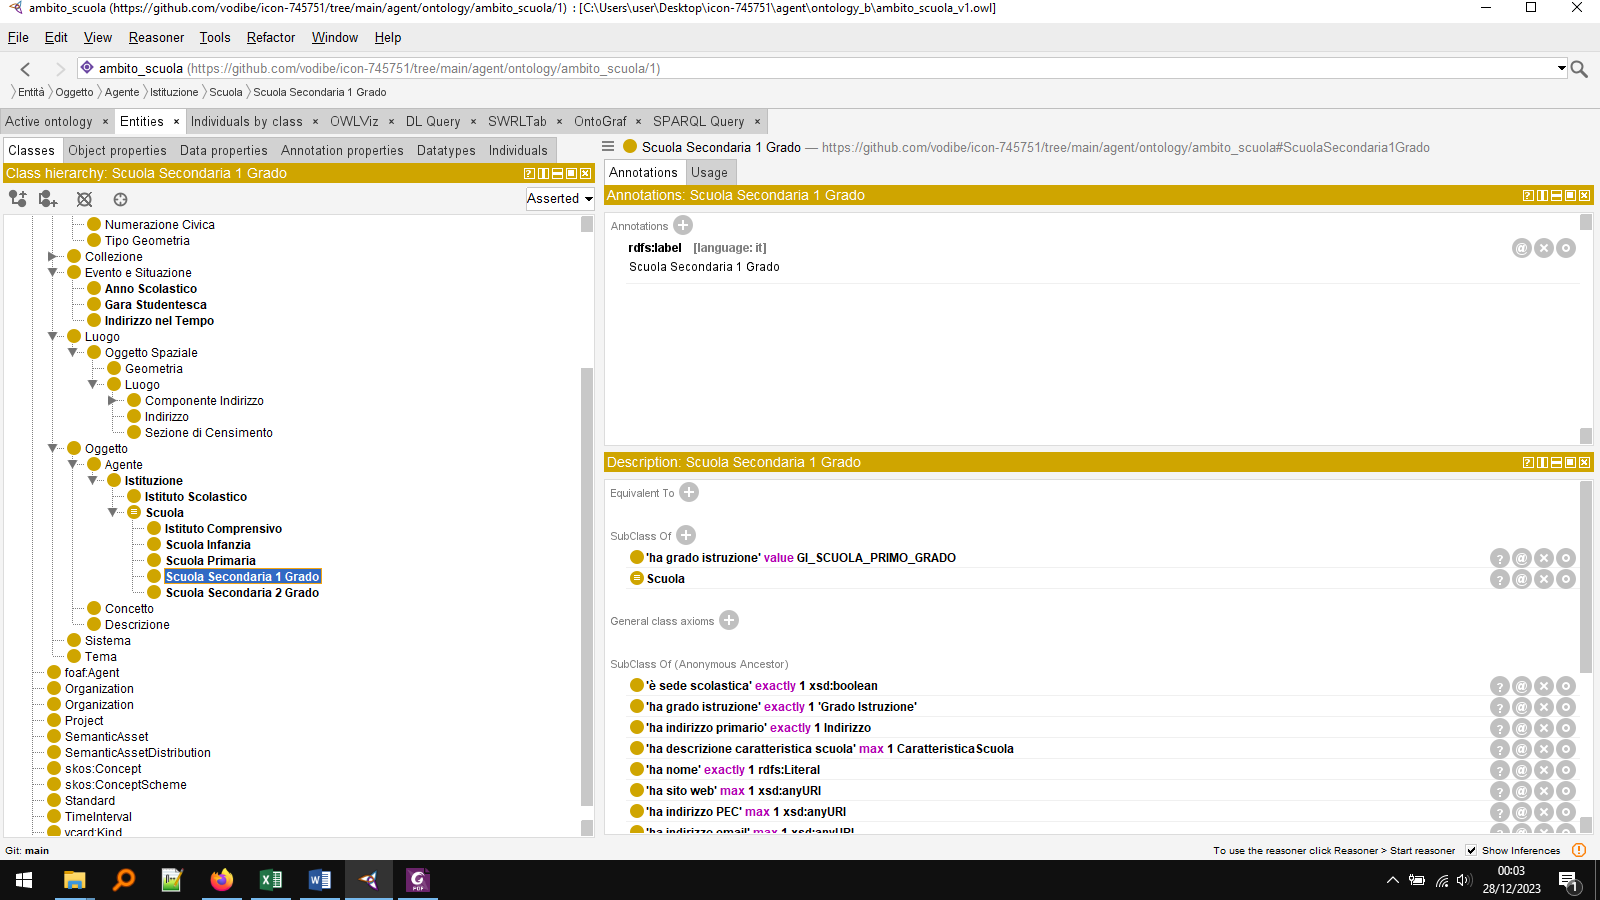 ambito_scuola (https://github.com/vodibe/icon-745751/tree/main/agent/ontology/ambito_scuola/1)  : [C:\Users\user\Desktop\icon-745751\agent\ontology_b\ambito_scuola_v1.owl]
File Edit View Reasoner Tools Refactor Window Help
ambito_scuola (https://github.com/vodibe/icon-745751/tree/main/agent/ontology/ambito_scuola/1)
Entità Oggetto Agente Istituzione Scuola Scuola Secondaria 1 Grado
Active ontology × Entities × Individuals by class × OWLViz × DL Query × SWRLTab × OntoGraf × SPARQL Query ×
Classes Object properties Data properties Annotation properties Datatypes Individuals
Class hierarchy: Scuola Secondaria 1 Grado
Asserted
Numerazione Civica
Tipo Geometria
Collezione
Evento e Situazione
Anno Scolastico
Gara Studentesca
Indirizzo nel Tempo
Luogo
Oggetto Spaziale
Geometria
Luogo
Componente Indirizzo
Indirizzo
Sezione di Censimento
Oggetto
Agente
Istituzione
Istituto Scolastico
Scuola
Istituto Comprensivo
Scuola Infanzia
Scuola Primaria
Scuola Secondaria 1 Grado
Scuola Secondaria 2 Grado
Concetto
Descrizione
Sistema
Tema
foaf:Agent
Organization
Organization
Project
SemanticAsset
SemanticAssetDistribution
skos:Concept
skos:ConceptScheme
Standard
TimeInterval
vcard:Kind
Scuola Secondaria 1 Grado — https://github.com/vodibe/icon-745751/tree/main/agent/ontology/ambito_scuola#ScuolaSecondaria1Grado
Annotations Usage
Annotations: Scuola Secondaria 1 Grado
Annotations
rdfs:label [language: it]
Scuola Secondaria 1 Grado
Description: Scuola Secondaria 1 Grado
Equivalent To
SubClass Of
'ha grado istruzione' value GI_SCUOLA_PRIMO_GRADO
Scuola
General class axioms
SubClass Of (Anonymous Ancestor)
'è sede scolastica' exactly 1 xsd:boolean
'ha grado istruzione' exactly 1 'Grado Istruzione'
'ha indirizzo primario' exactly 1 Indirizzo
'ha descrizione caratteristica scuola' max 1 CaratteristicaScuola
'ha nome' exactly 1 rdfs:Literal
'ha sito web' max 1 xsd:anyURI
'ha indirizzo PEC' max 1 xsd:anyURI
'ha indirizzo email' max 1 xsd:anyURI
Git: main
To use the reasoner click Reasoner > Start reasoner Show Inferences
00:03
28/12/2023
1